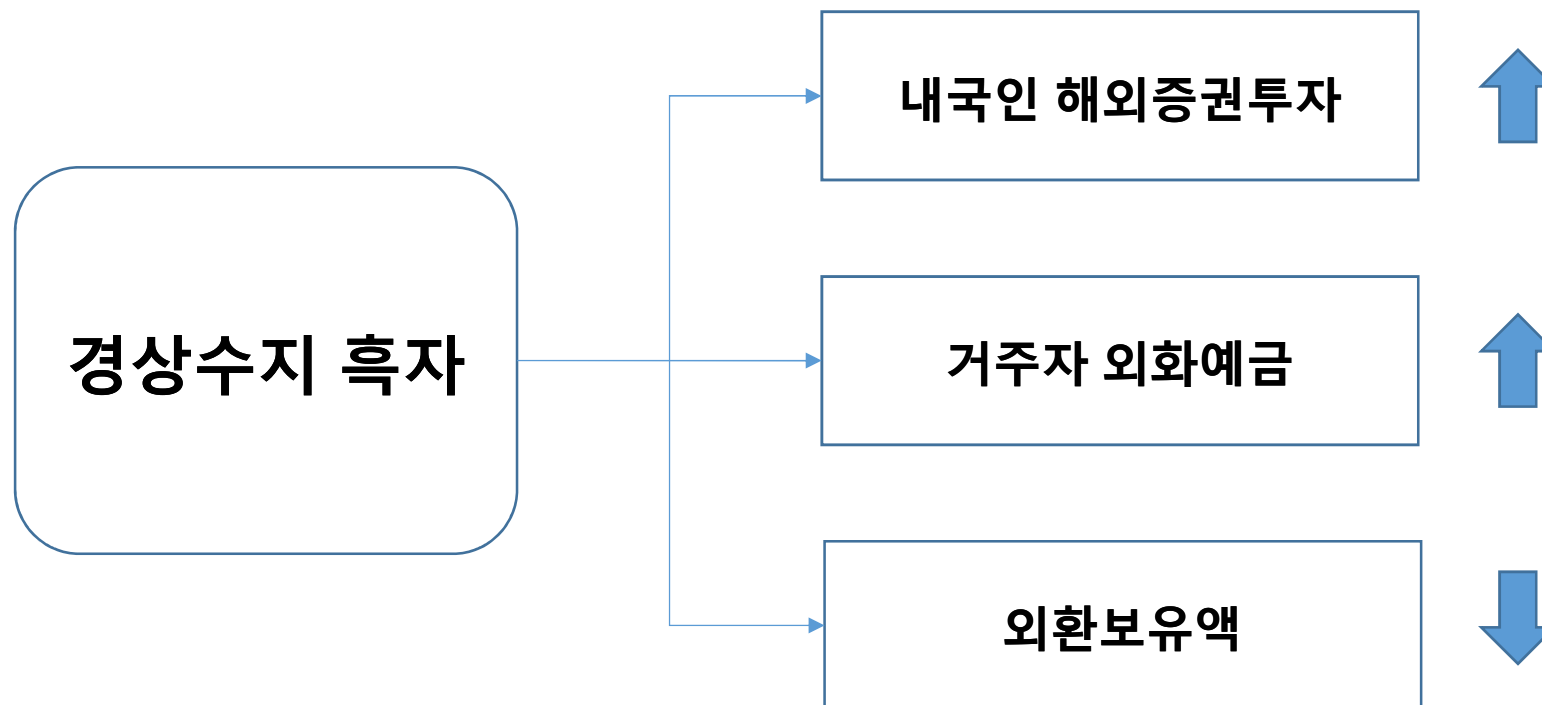 내국인 해외증권투자
경상수지 흑자
거주자 외화예금
외환보유액